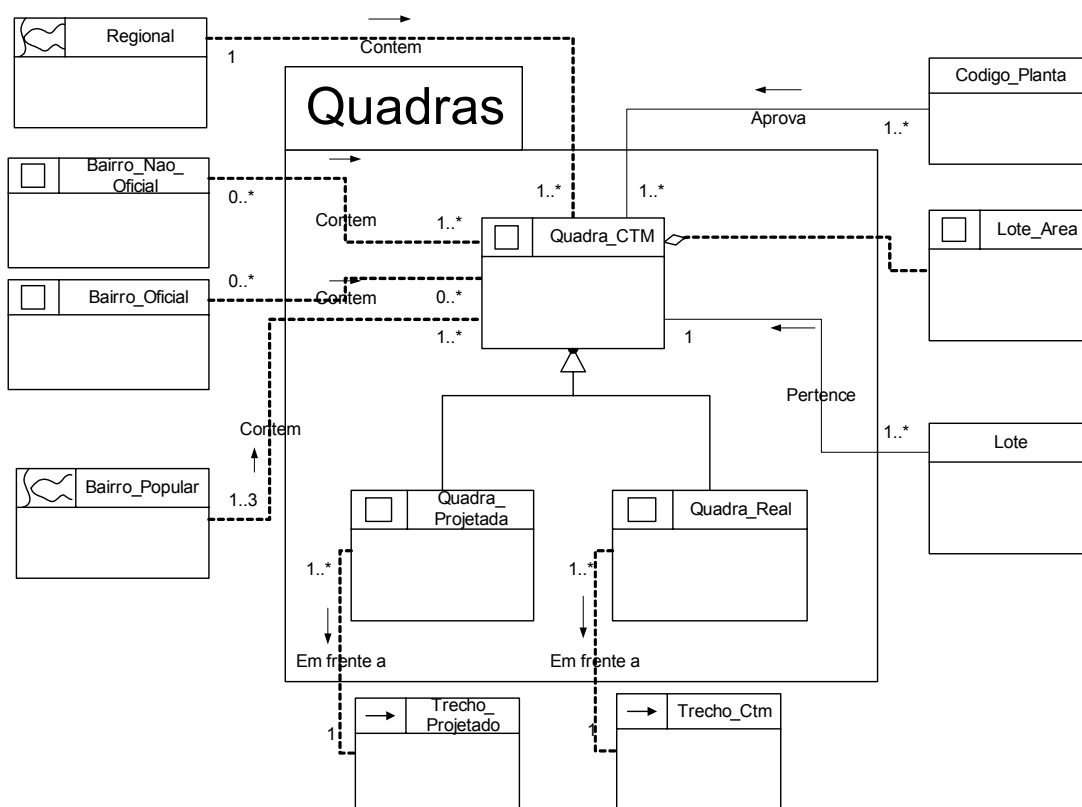 Regional
1
Contem
Quadras
Codigo_Planta
Aprova
1..*
Bairro_Nao_
Oficial
0..*
Contem
1..*
1..*
1..*
Quadra_CTM
Lote_Area
Bairro_Oficial
0..*
Contem
0..*
1..*
1
Pertence
Contem
1..*
Lote
Bairro_Popular
1..3
Quadra_
Projetada
Quadra_Real
1..*
1..*
Em frente a
Em frente a
Trecho_
Projetado
1
Trecho_Ctm
1